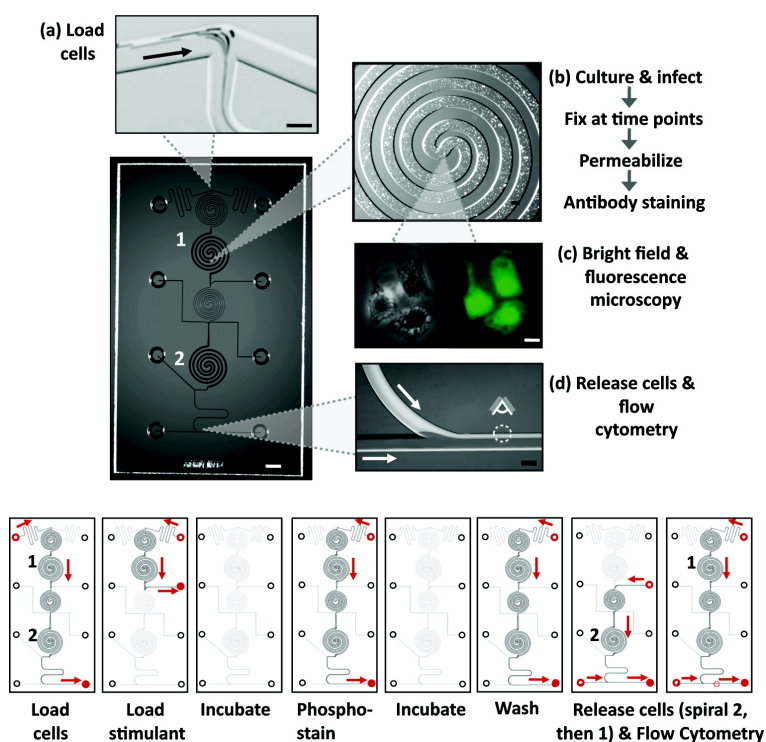 (a) Load
cells
(b) Culture & infect
Fix at time points
Permeabilize
Antibody staining
1
2
(c) Bright field &
fluorescence
microscopy
(d) Release cells &
flow
cytometry
1
2
2
1
Load
cells
Load
stimulant
Incubate
Phospho-
stain
Incubate
Wash
Release cells (spiral 2,
then 1) & Flow Cytometry